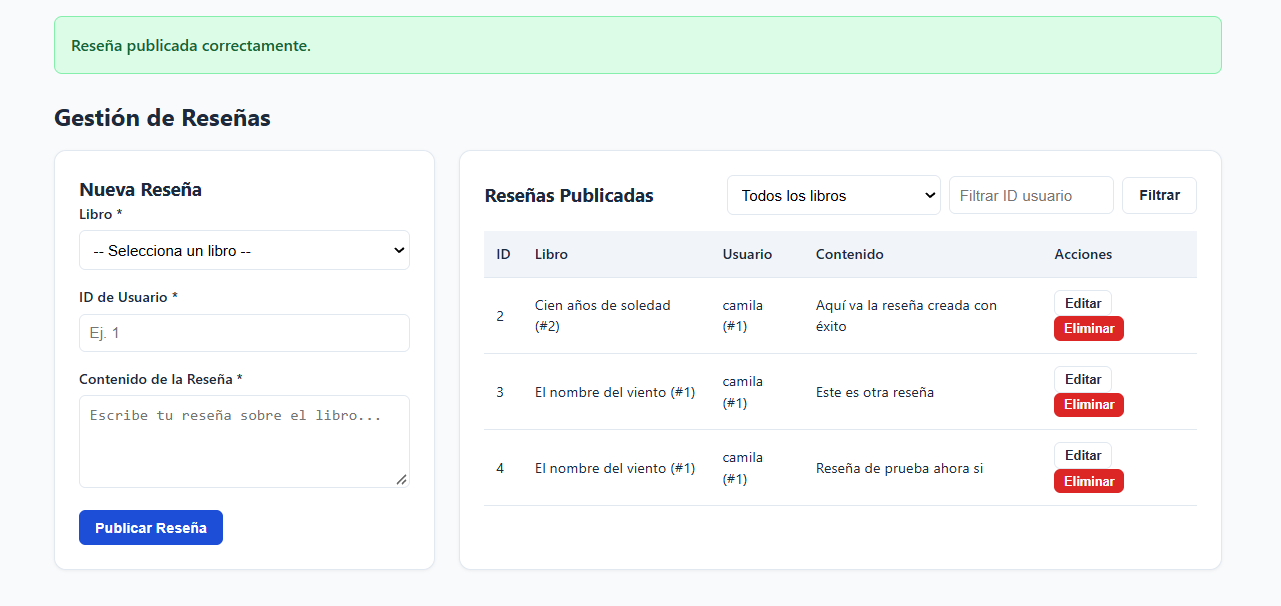 Reseña publicada correctamente.
Gestión de Reseñas
Nueva Reseña
Libro *
-- Selecciona un libro --
ID de Usuario *
Ej. 1
Contenido de la Reseña *
Escribe tu reseña sobre el libro...
Publicar Reseña
Reseñas Publicadas
Todos los libros
Filtrar ID usuario
Filtrar
ID Libro Usuario Contenido Acciones
2
Cien años de soledad
(#2)
camila
(#1)
Aquí va la reseña creada con
éxito
Editar
Eliminar
3
El nombre del viento (#1)
camila
(#1)
Este es otra reseña
Editar
Eliminar
4
El nombre del viento (#1)
camila
(#1)
Reseña de prueba ahora si
Editar
Eliminar